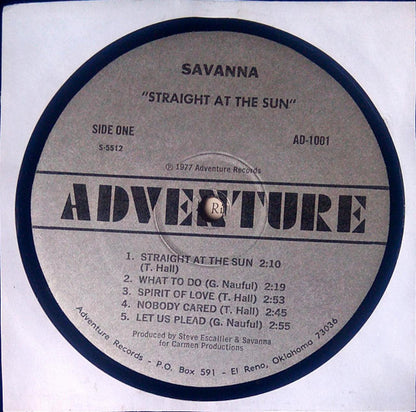 SAVANNA
"STRAIGHT AT THE SUN"
SIDE ONE
S-5512
AD-1001
℗ 1977 Adventure Records
ADVENTURE
1. STRAIGHT AT THE SUN 2:10
(T. Hall)
2. WHAT TO DO (G. Nauful) 2:19
3. SPIRIT OF LOVE (T. Hall) 2:53
4. NOBODY CARED (T. Hall) 2:45
5. LET US PLEAD (G. Nauful) 2:55
Produced by Steve Escallier & Savanna
for Carmen Productions
Adventure Records - P.O. Box 591 - El Reno, Oklahoma 73036